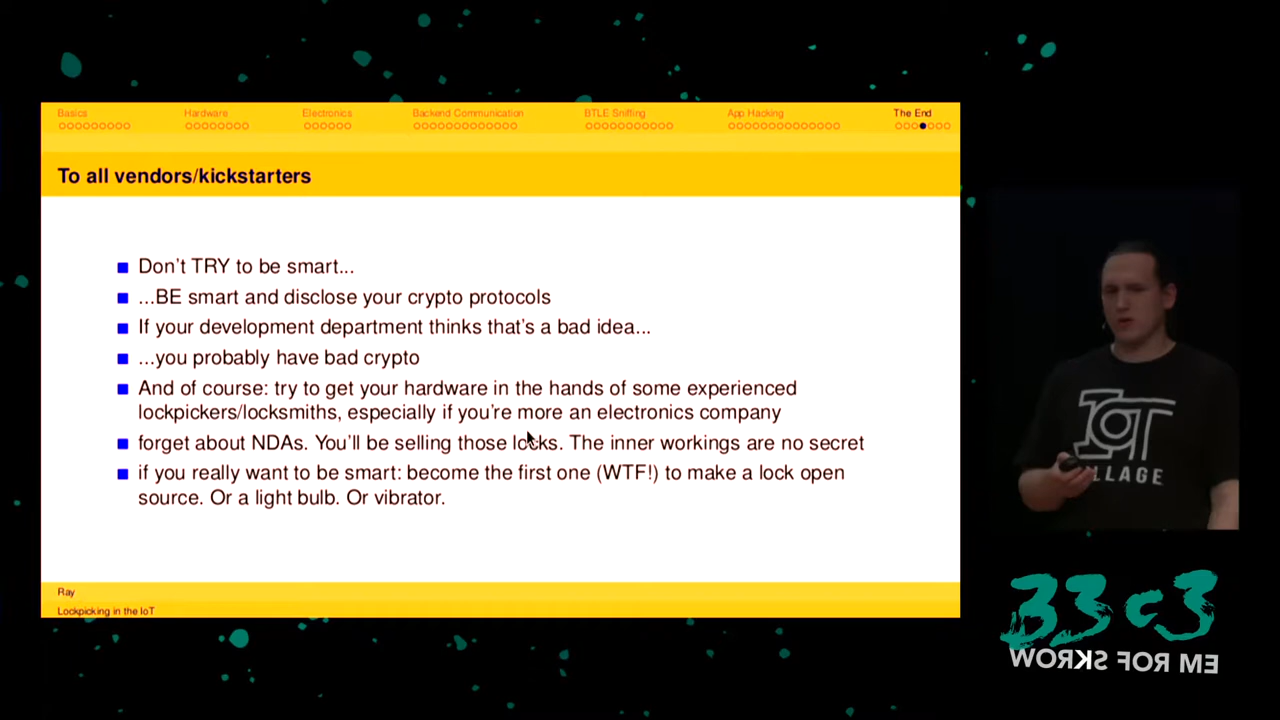 Basics Hardware Electronics Backend Communication BTLE Sniffing App Hacking The End
To all vendors/kickstarters
Don't TRY to be smart...
...BE smart and disclose your crypto protocols
If your development department thinks that's a bad idea...
...you probably have bad crypto
And of course: try to get your hardware in the hands of some experienced
lockpickers/locksmiths, especially if you're more an electronics company
forget about NDAs. You'll be selling those locks. The inner workings are no secret
if you really want to be smart: become the first one (WTF!) to make a lock open
source. Or a light bulb. Or vibrator.
Ray
Lockpicking in the IoT
IOT
LLAGE
33c3
WORKS FOR ME